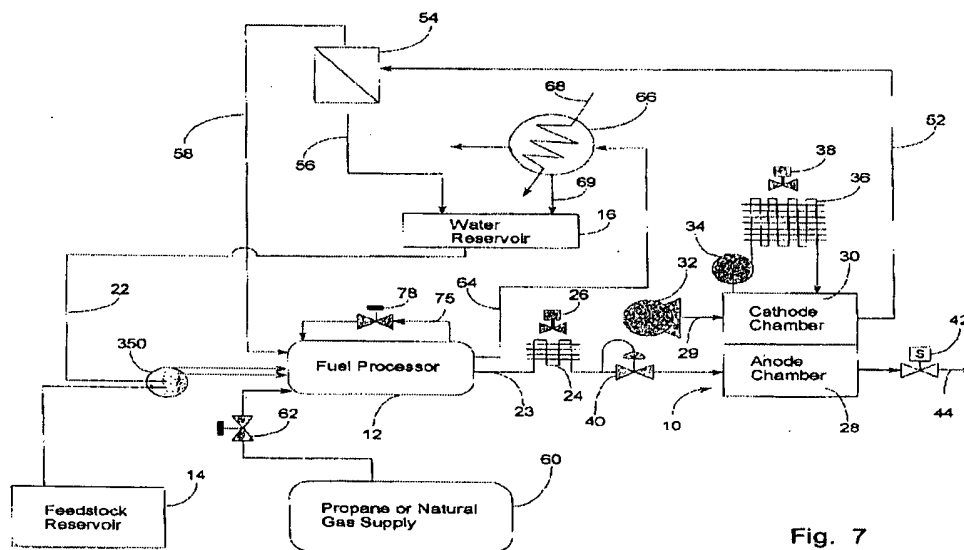 54
58
68
66
56
69
52
38
36
Water
Reservoir
16
34
22
78
75
64
26
32
30
Cathode
Chamber
42
S
350
Fuel Processor
29
Anode
Chamber
62
12
23
24
40
10
28
44
14
60
Feedstock
Reservoir
Propane or Natural
Gas Supply
Fig. 7